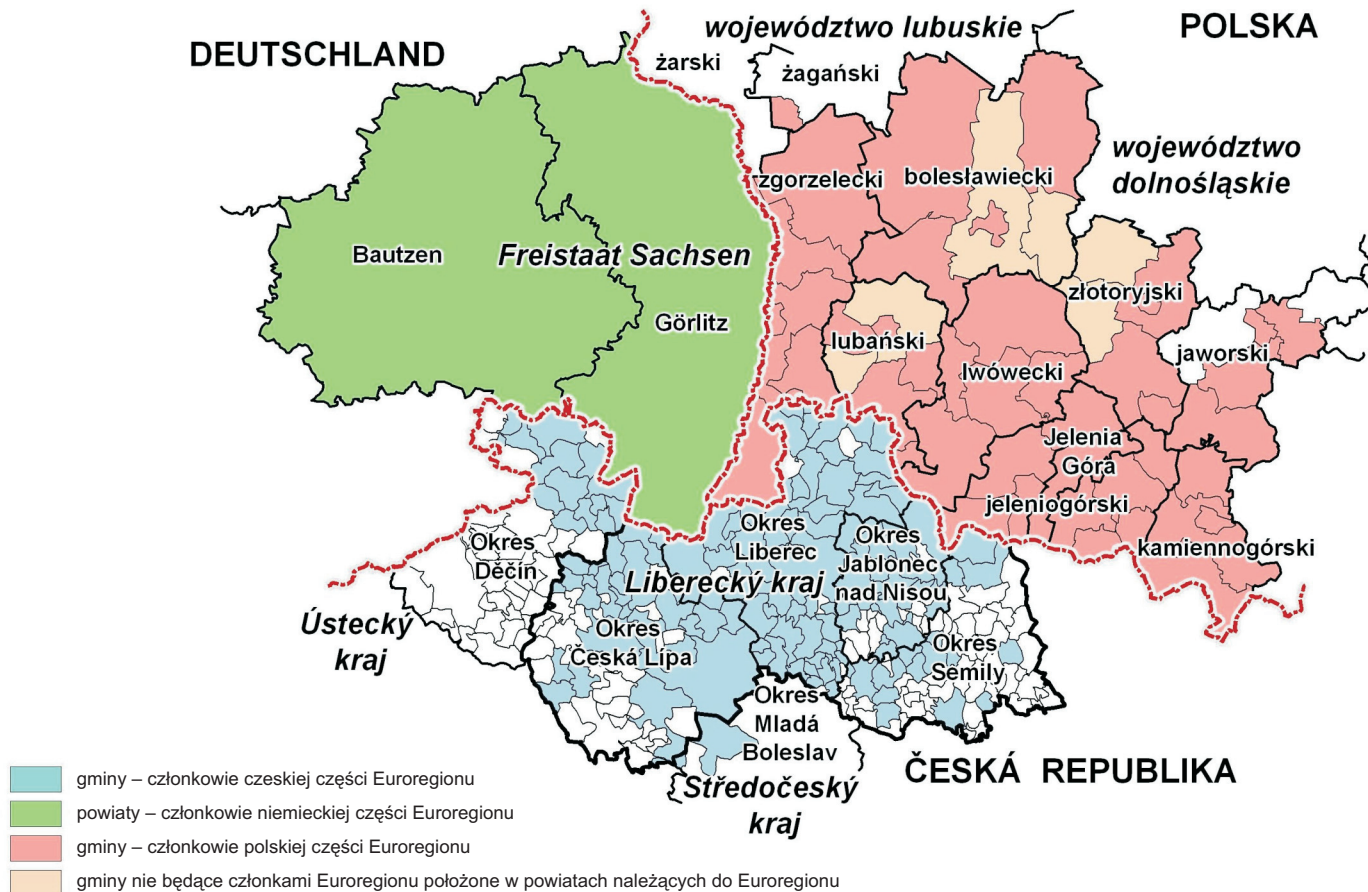 DEUTSCHLAND
województwo lubuskie
POLSKA
żarski
żagański
województwo
dolnośląskie
zgorzelecki
bolesławiecki
Bautzen
Freistaat Sachsen
Görlitz
złotoryjski
lubański
lwówecki
jaworski
Jelenia
Góra
jeleniogórski
kamiennogórski
Okres
Děčín
Okres
Liberec
Okres
Jablonec
nad Nisou
Liberecký kraj
Ústecký
kraj
Okres
Česká Lípa
Okres
Semily
Okres
Mladá
Boleslav
Středočeský
kraj
ČESKÁ REPUBLIKA
gminy – członkowie czeskiej części Euroregionu
powiaty – członkowie niemieckiej części Euroregionu
gminy – członkowie polskiej części Euroregionu
gminy nie będące członkami Euroregionu położone w powiatach należących do Euroregionu